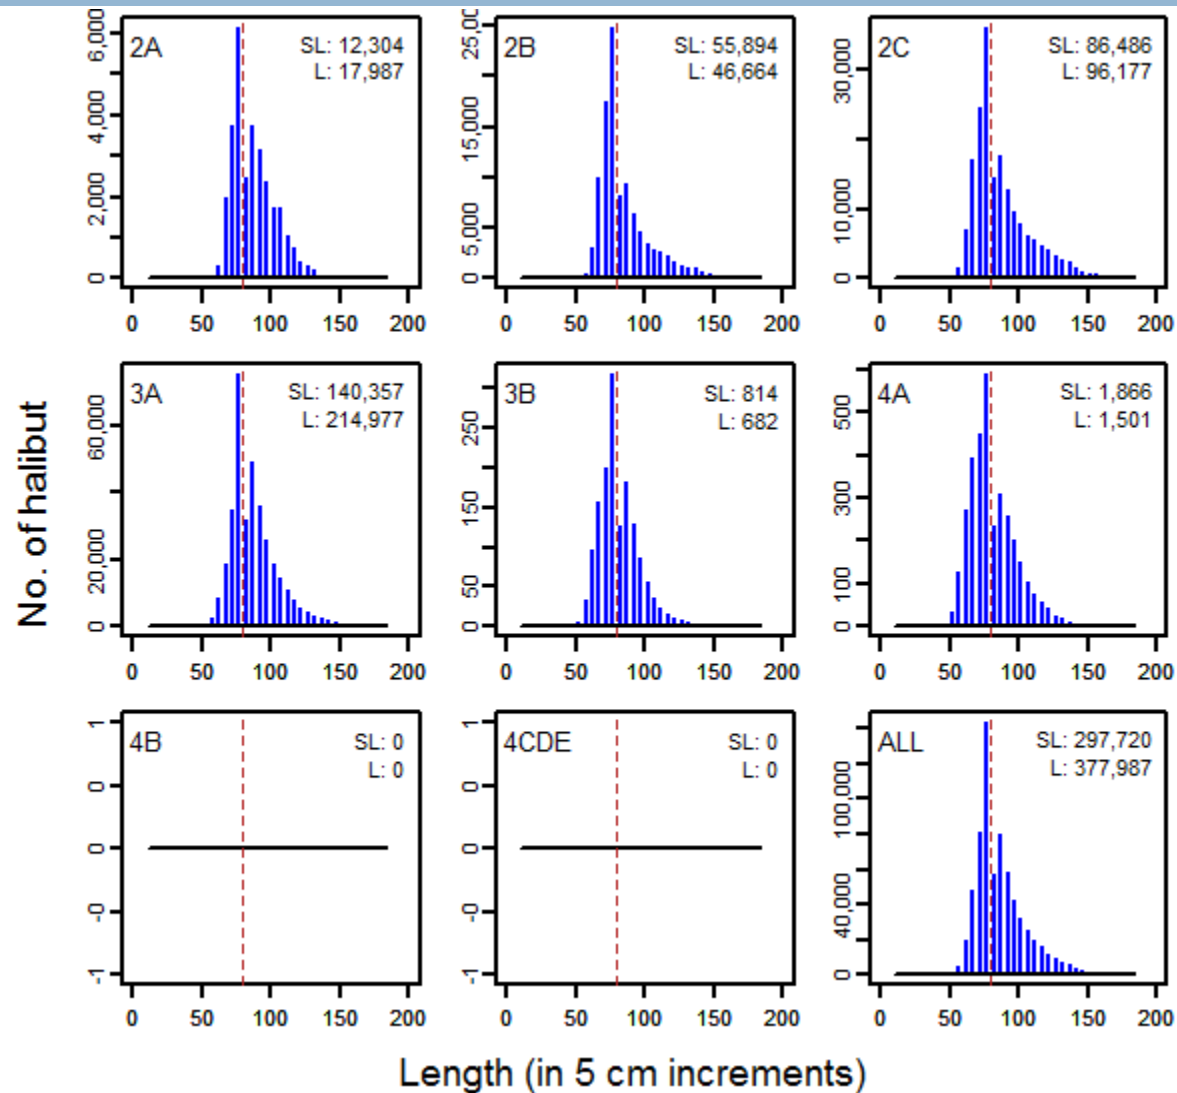 2A
SL: 12,304
L: 17,987
0
2,000
4,000
6,000
0 50 100 150 200
2B
SL: 55,894
L: 46,664
0
5,000
15,000
0 50 100 150 200
2C
SL: 86,486
L: 96,177
0
10,000
30,000
0 50 100 150 200
3A
SL: 140,357
L: 214,977
0
20,000
60,000
0 50 100 150 200
3B
SL: 814
L: 682
0
50
150
250
0 50 100 150 200
4A
SL: 1,866
L: 1,501
0
100
300
500
0 50 100 150 200
4B
SL: 0
L: 0
-1
-0
0
0
1
0 50 100 150 200
4CDE
SL: 0
L: 0
-1
-0
0
0
1
0 50 100 150 200
ALL
SL: 297,720
L: 377,987
0
40,000
100,000
0 50 100 150 200
No. of halibut
Length (in 5 cm increments)